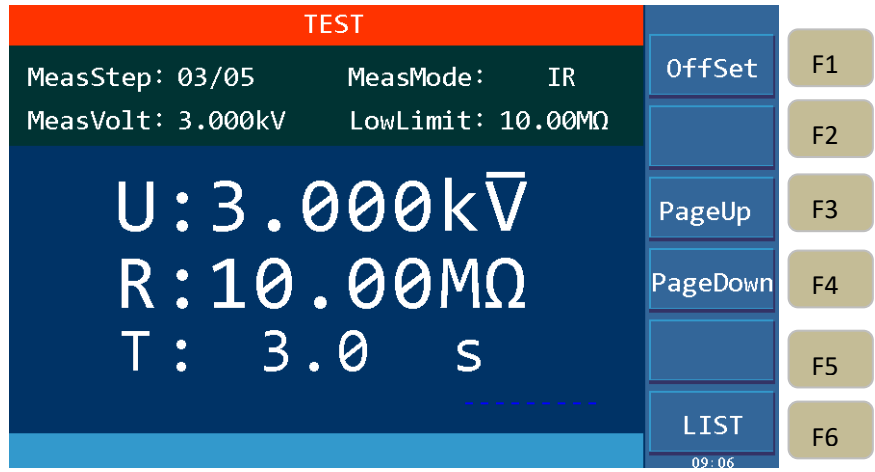 TEST
MeasStep: 03/05 MeasMode: IR
MeasVolt: 3.000kV LowLimit: 10.00MΩ
U:3.000kV̅
R:10.00MΩ
T: 3.0 s
OffSet
PageUp
PageDown
LIST
09:06
F1
F2
F3
F4
F5
F6